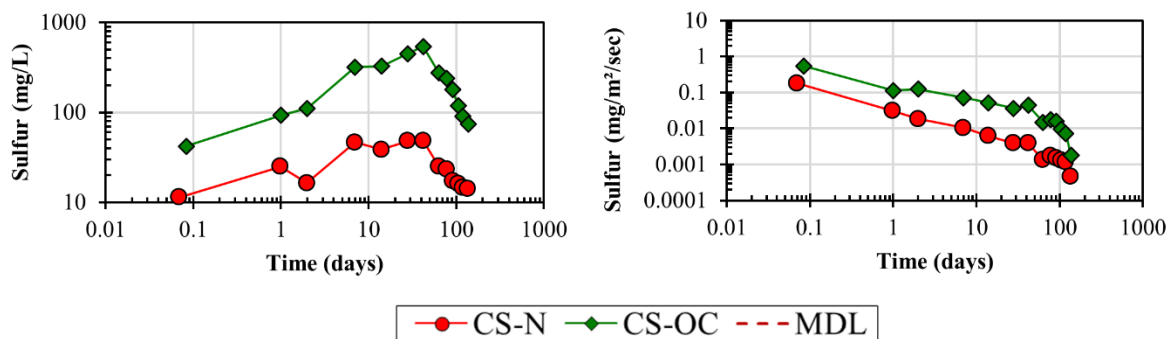 Sulfur (mg/L)
1000
100
10
0.01 0.1 1 10 100 1000
Time (days)
Sulfur (mg/m²/sec)
1
0.1
0.01
0.001
0.0001
0.01 0.1 1 10 100 1000
Time (days)
CS-N CS-OC MDL